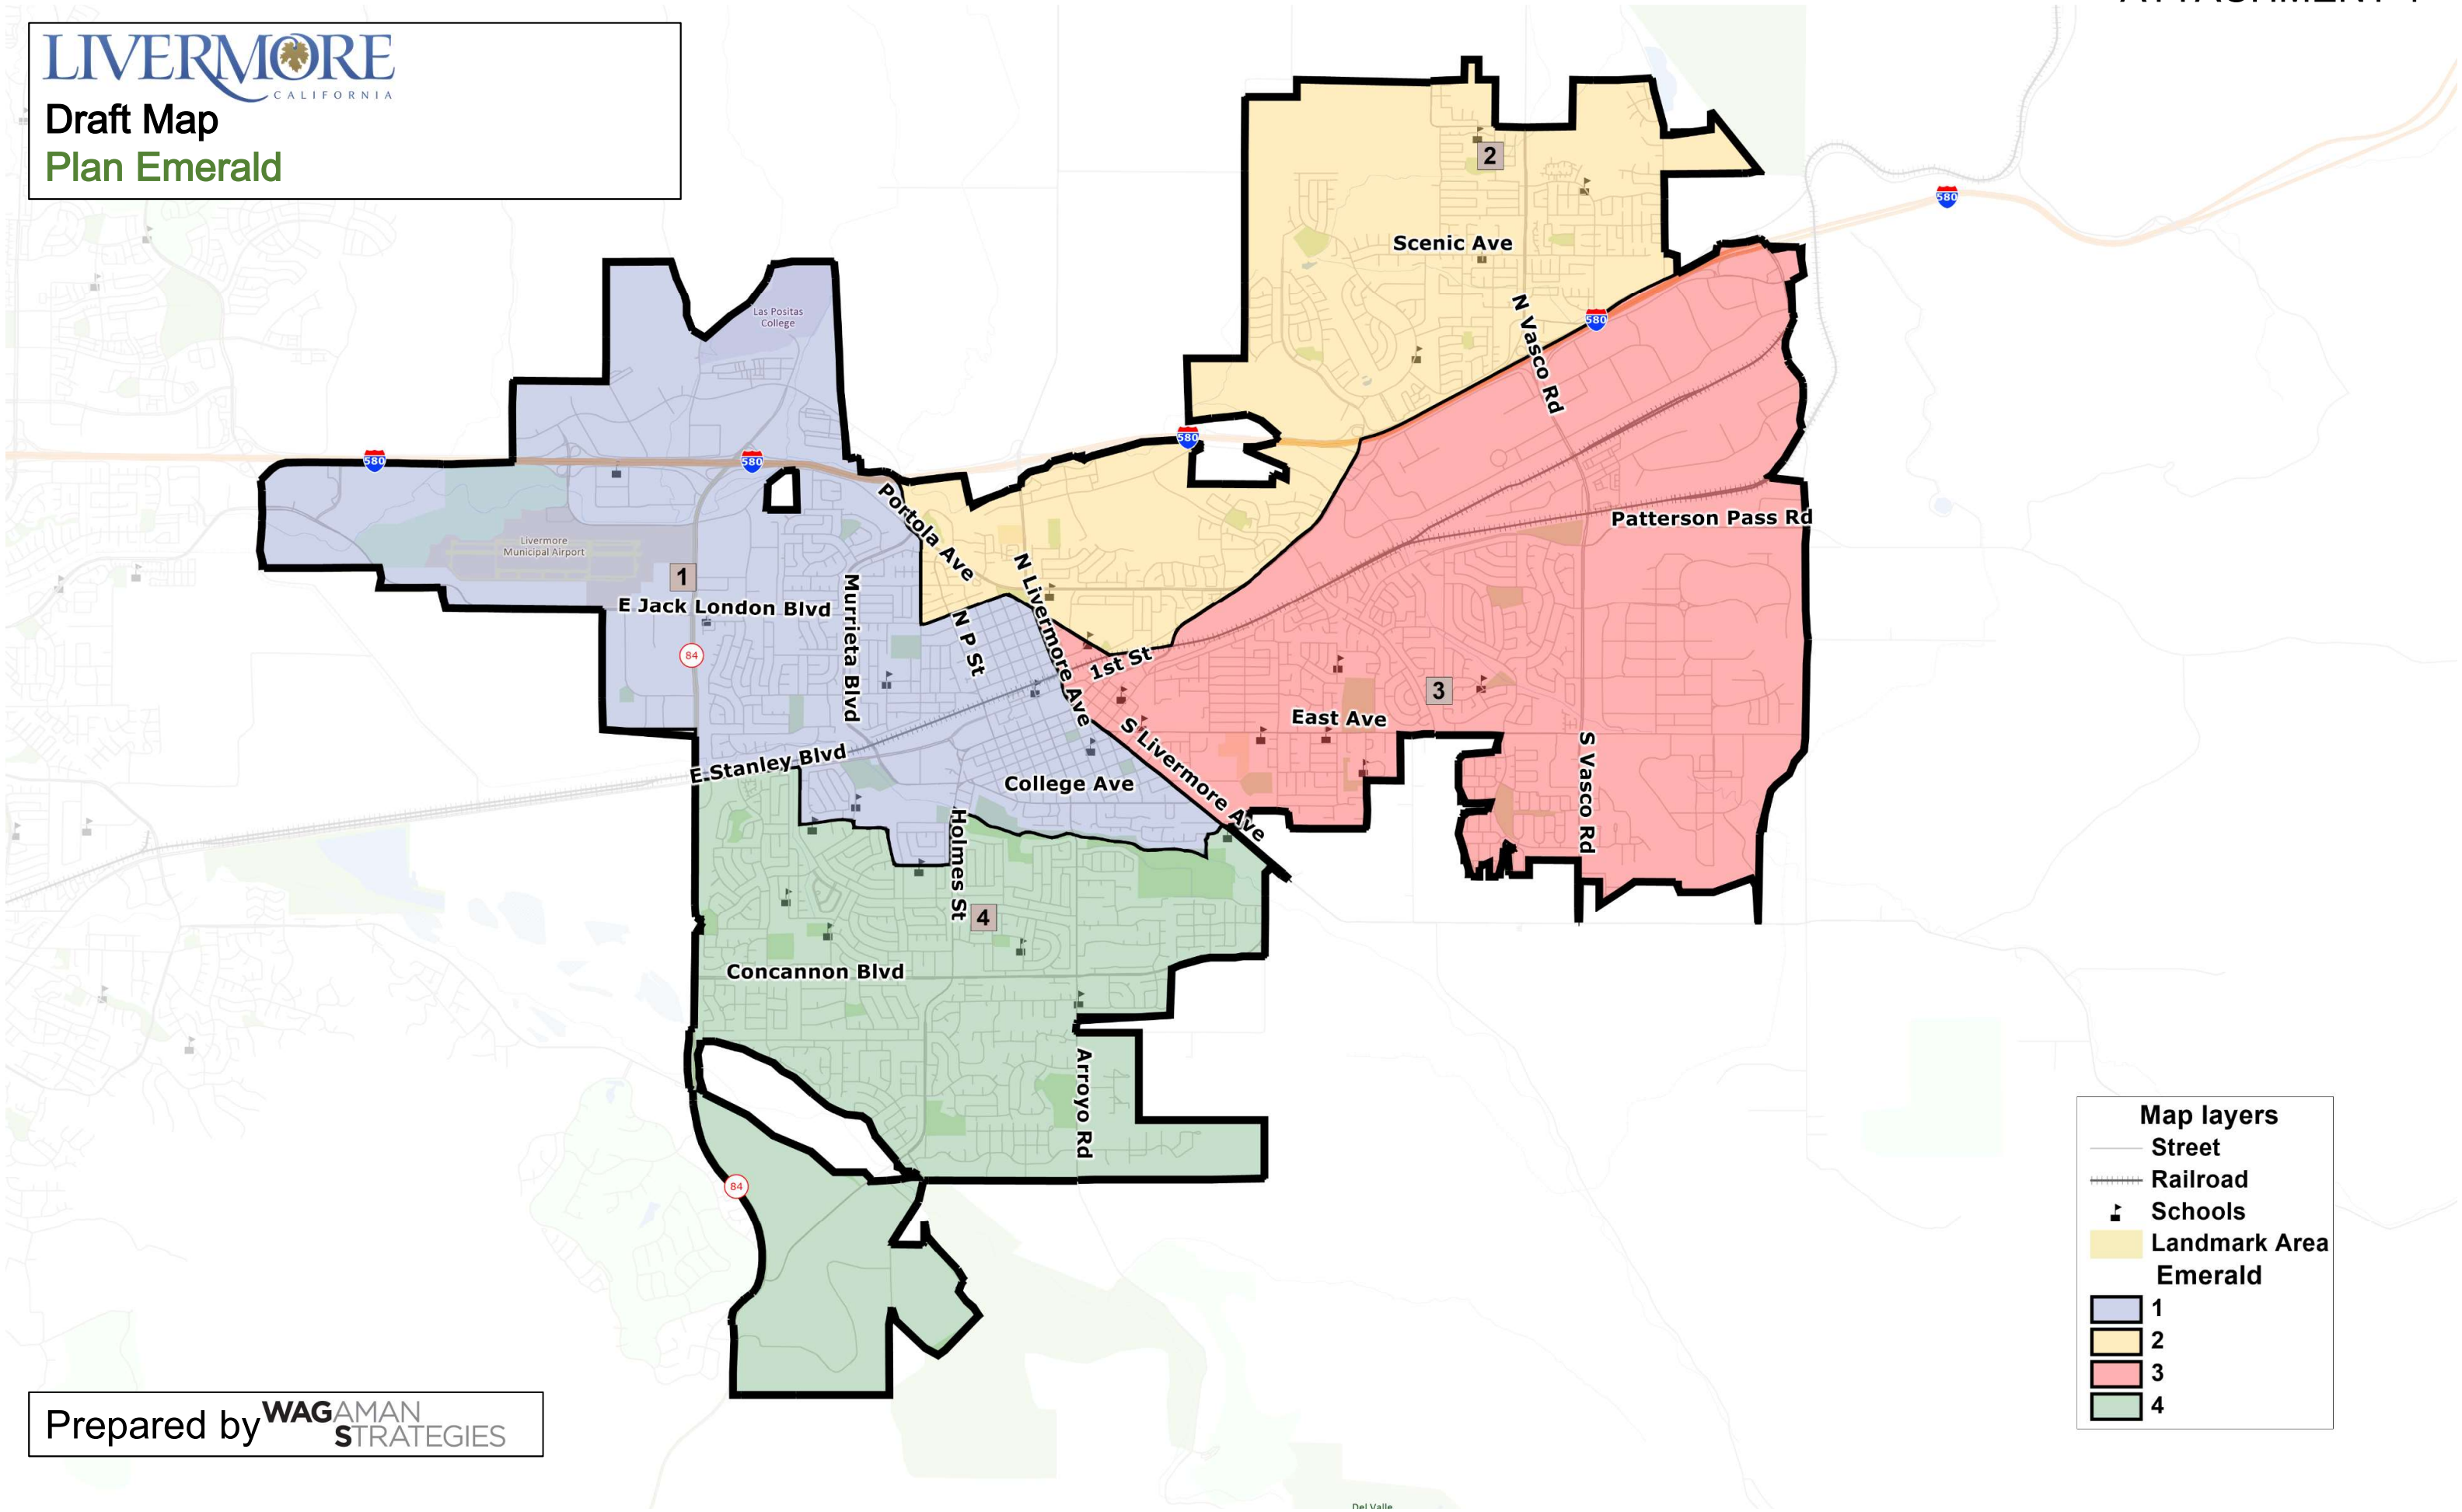 LIVERMORE
CALIFORNIA
Draft Map
Plan Emerald
2
580
Scenic Ave
Las Positas
College
N Vasco Rd
580
580
580
580
Portola Ave
Patterson Pass Rd
Livermore
Municipal Airport
1
E Jack London Blvd
Murrieta Blvd
N P St
N Livermore Ave
84
1st St
3
East Ave
S Livermore Ave
S Vasco Rd
E Stanley Blvd
College Ave
Holmes St
4
Concannon Blvd
Arroyo Rd
84
Map layers
Street
Railroad
Schools
Landmark Area
Emerald
1
2
3
4
Prepared by WAGAMAN
STRATEGIES
Del Valle